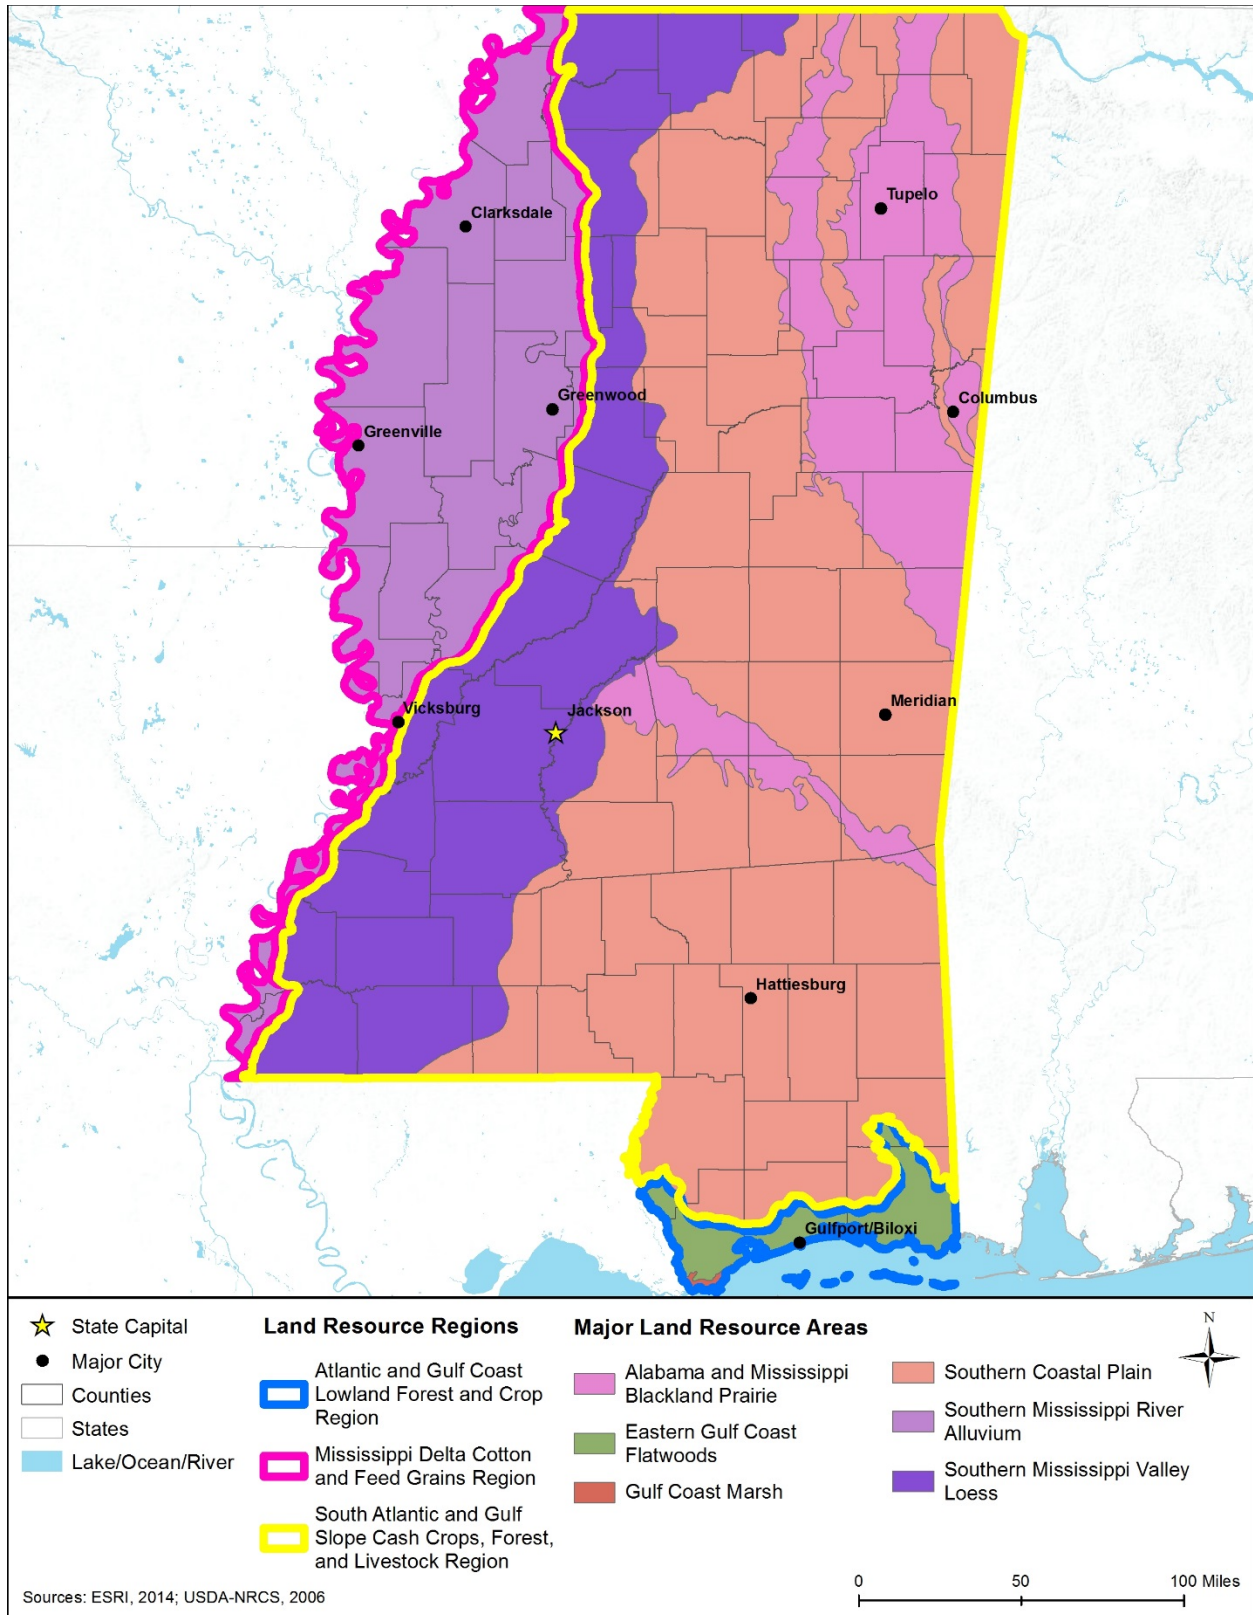 Clarksdale
Tupelo
Greenwood
Columbus
Greenville
Vicksburg
Jackson
Meridian
Hattiesburg
Gulfport/Biloxi
State Capital
Major City
Counties
States
Lake/Ocean/River
Land Resource Regions
Atlantic and Gulf Coast
Lowland Forest and Crop
Region
Mississippi Delta Cotton
and Feed Grains Region
South Atlantic and Gulf
Slope Cash Crops, Forest,
and Livestock Region
Major Land Resource Areas
Alabama and Mississippi
Blackland Prairie
Eastern Gulf Coast
Flatwoods
Gulf Coast Marsh
Southern Coastal Plain
Southern Mississippi River
Alluvium
Southern Mississippi Valley
Loess
N
Sources: ESRI, 2014; USDA-NRCS, 2006
0 50 100 Miles